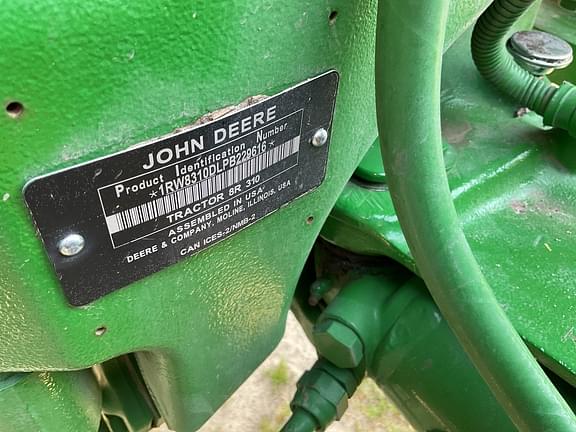 JOHN DEERE
Product Identification Number
*1RW8310DLPB229616*
TRACTOR 8R 310
ASSEMBLED IN USA
DEERE & COMPANY, MOLINE, ILLINOIS, USA
CAN ICES-2/NMB-2